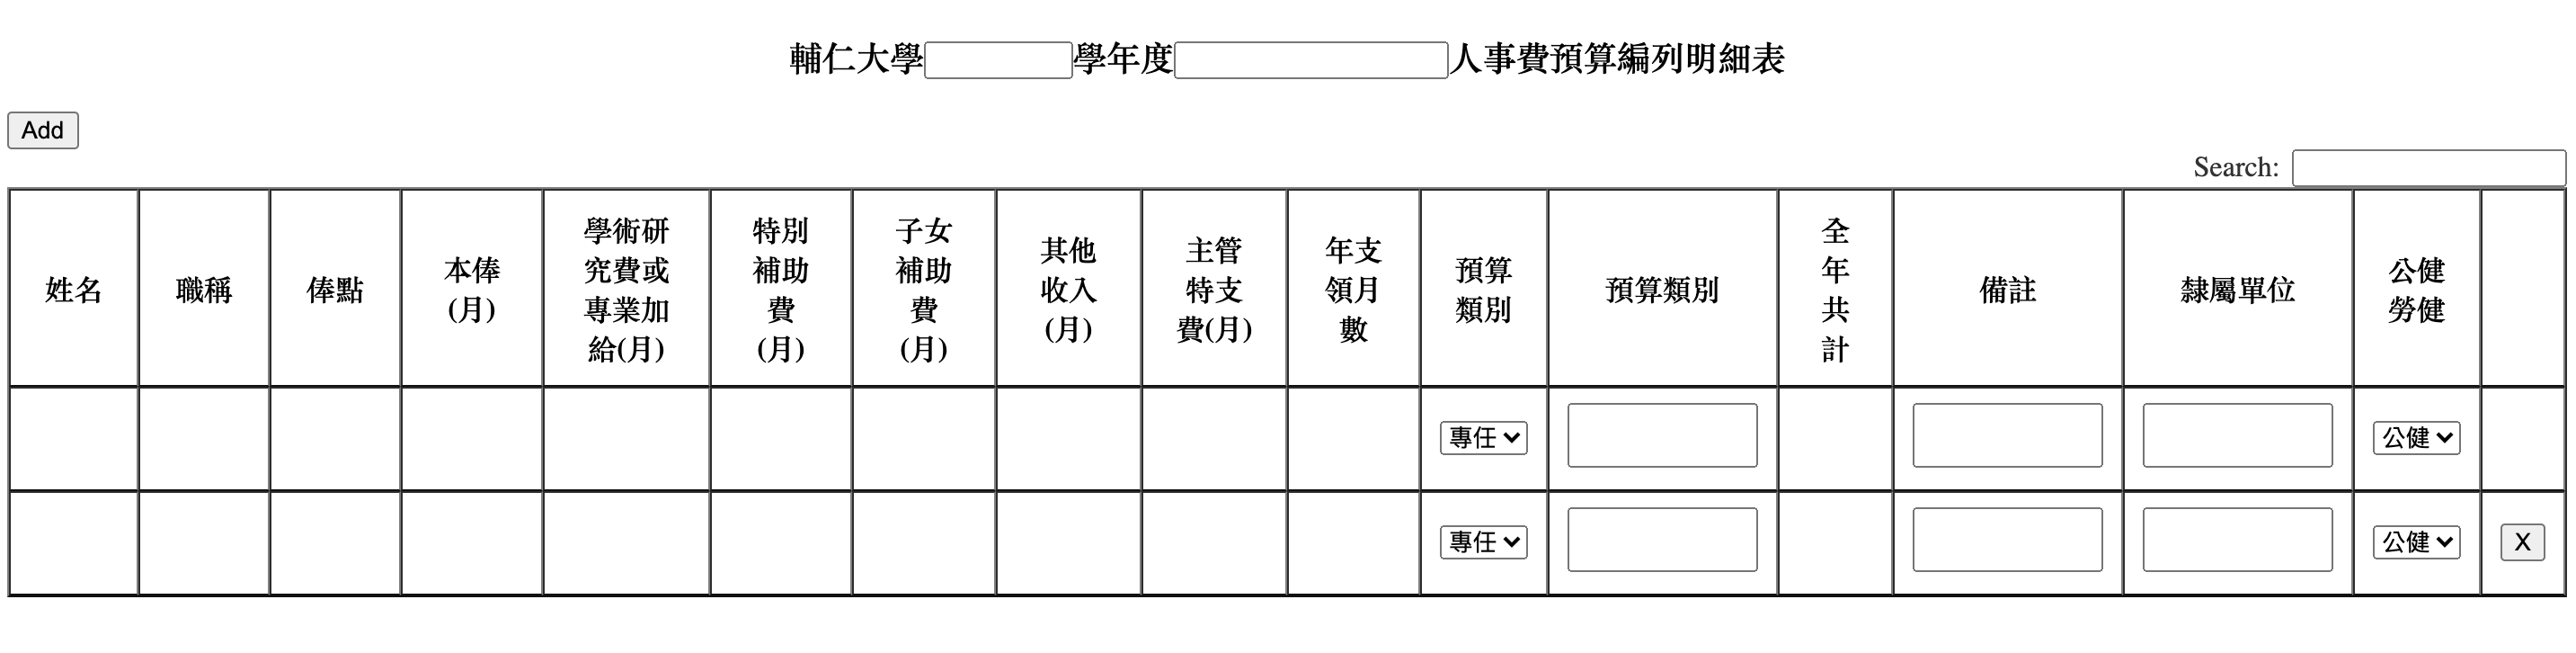 輔仁大學 學年度 人事費預算編列明細表
Add
Search:
姓名
職稱
俸點
本俸
(月)
學術研
究費或
專業加
給(月)
特別
補助
費
(月)
子女
補助
費
(月)
其他
收入
(月)
主管
特支
費(月)
年支
領月
數
預算
類別
預算類別
全
年
共
計
備註
隸屬單位
公健
勞健
專任
公健
專任
公健
X